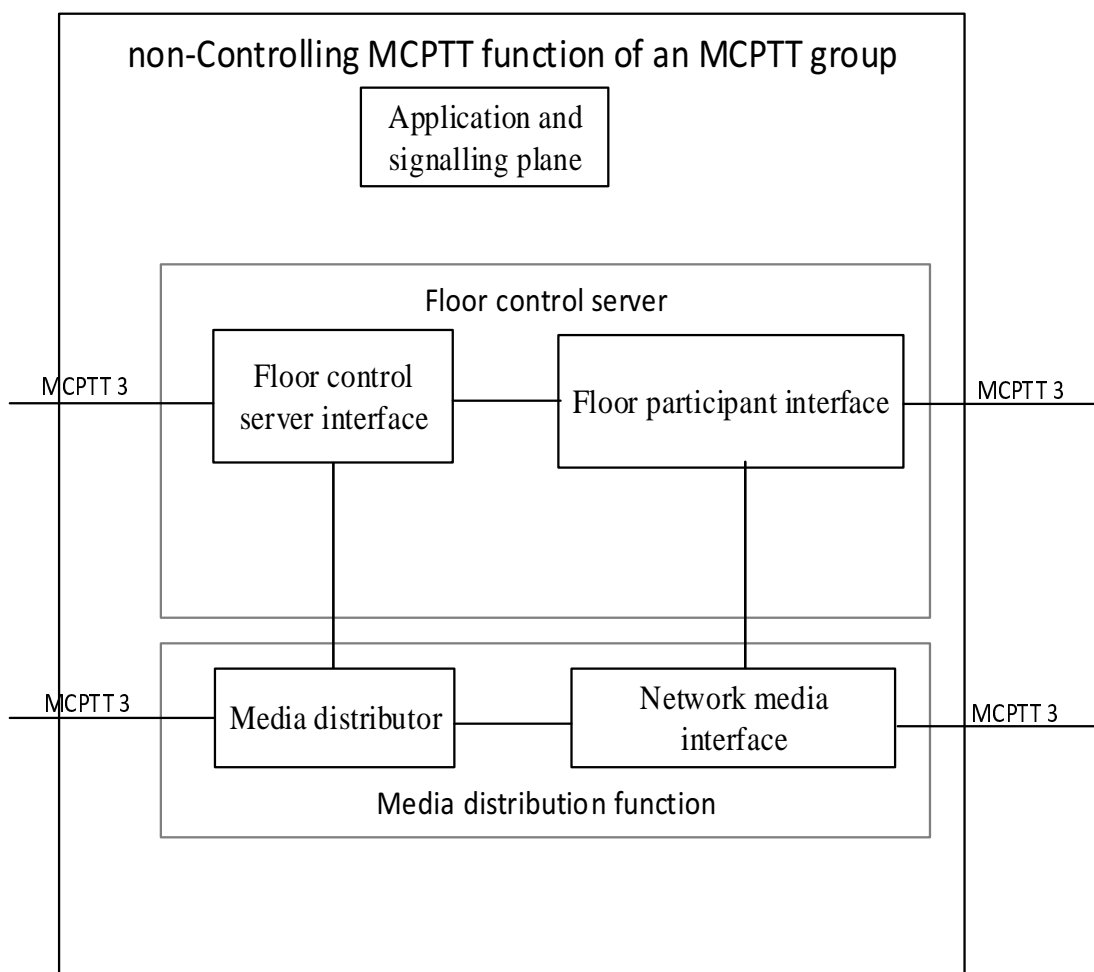 non-Controlling MCPTT function of an MCPTT group
Application and
signalling plane
Floor control server
Floor control
server interface
Floor participant interface
MCPTT 3
MCPTT 3
Media distributor
Network media
interface
MCPTT 3
MCPTT 3
Media distribution function